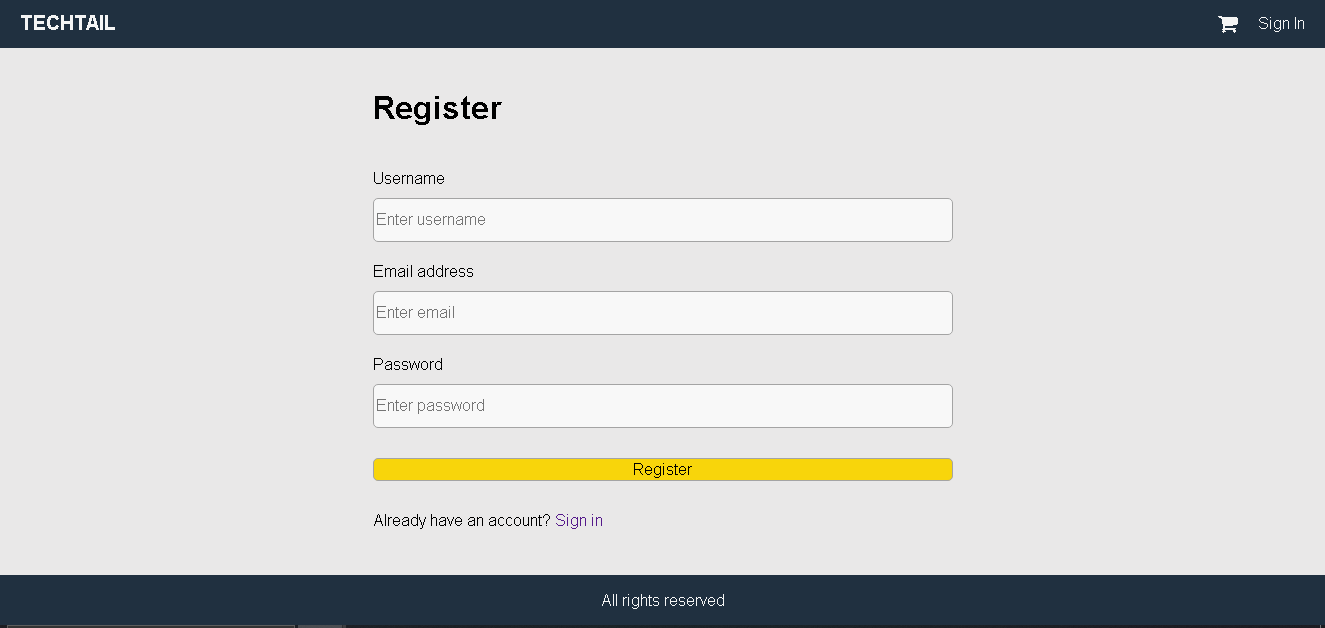 TECHTAIL
Sign In
Register
Username
Enter username
Email address
Enter email
Password
Enter password
Register
Already have an account? Sign in
All rights reserved